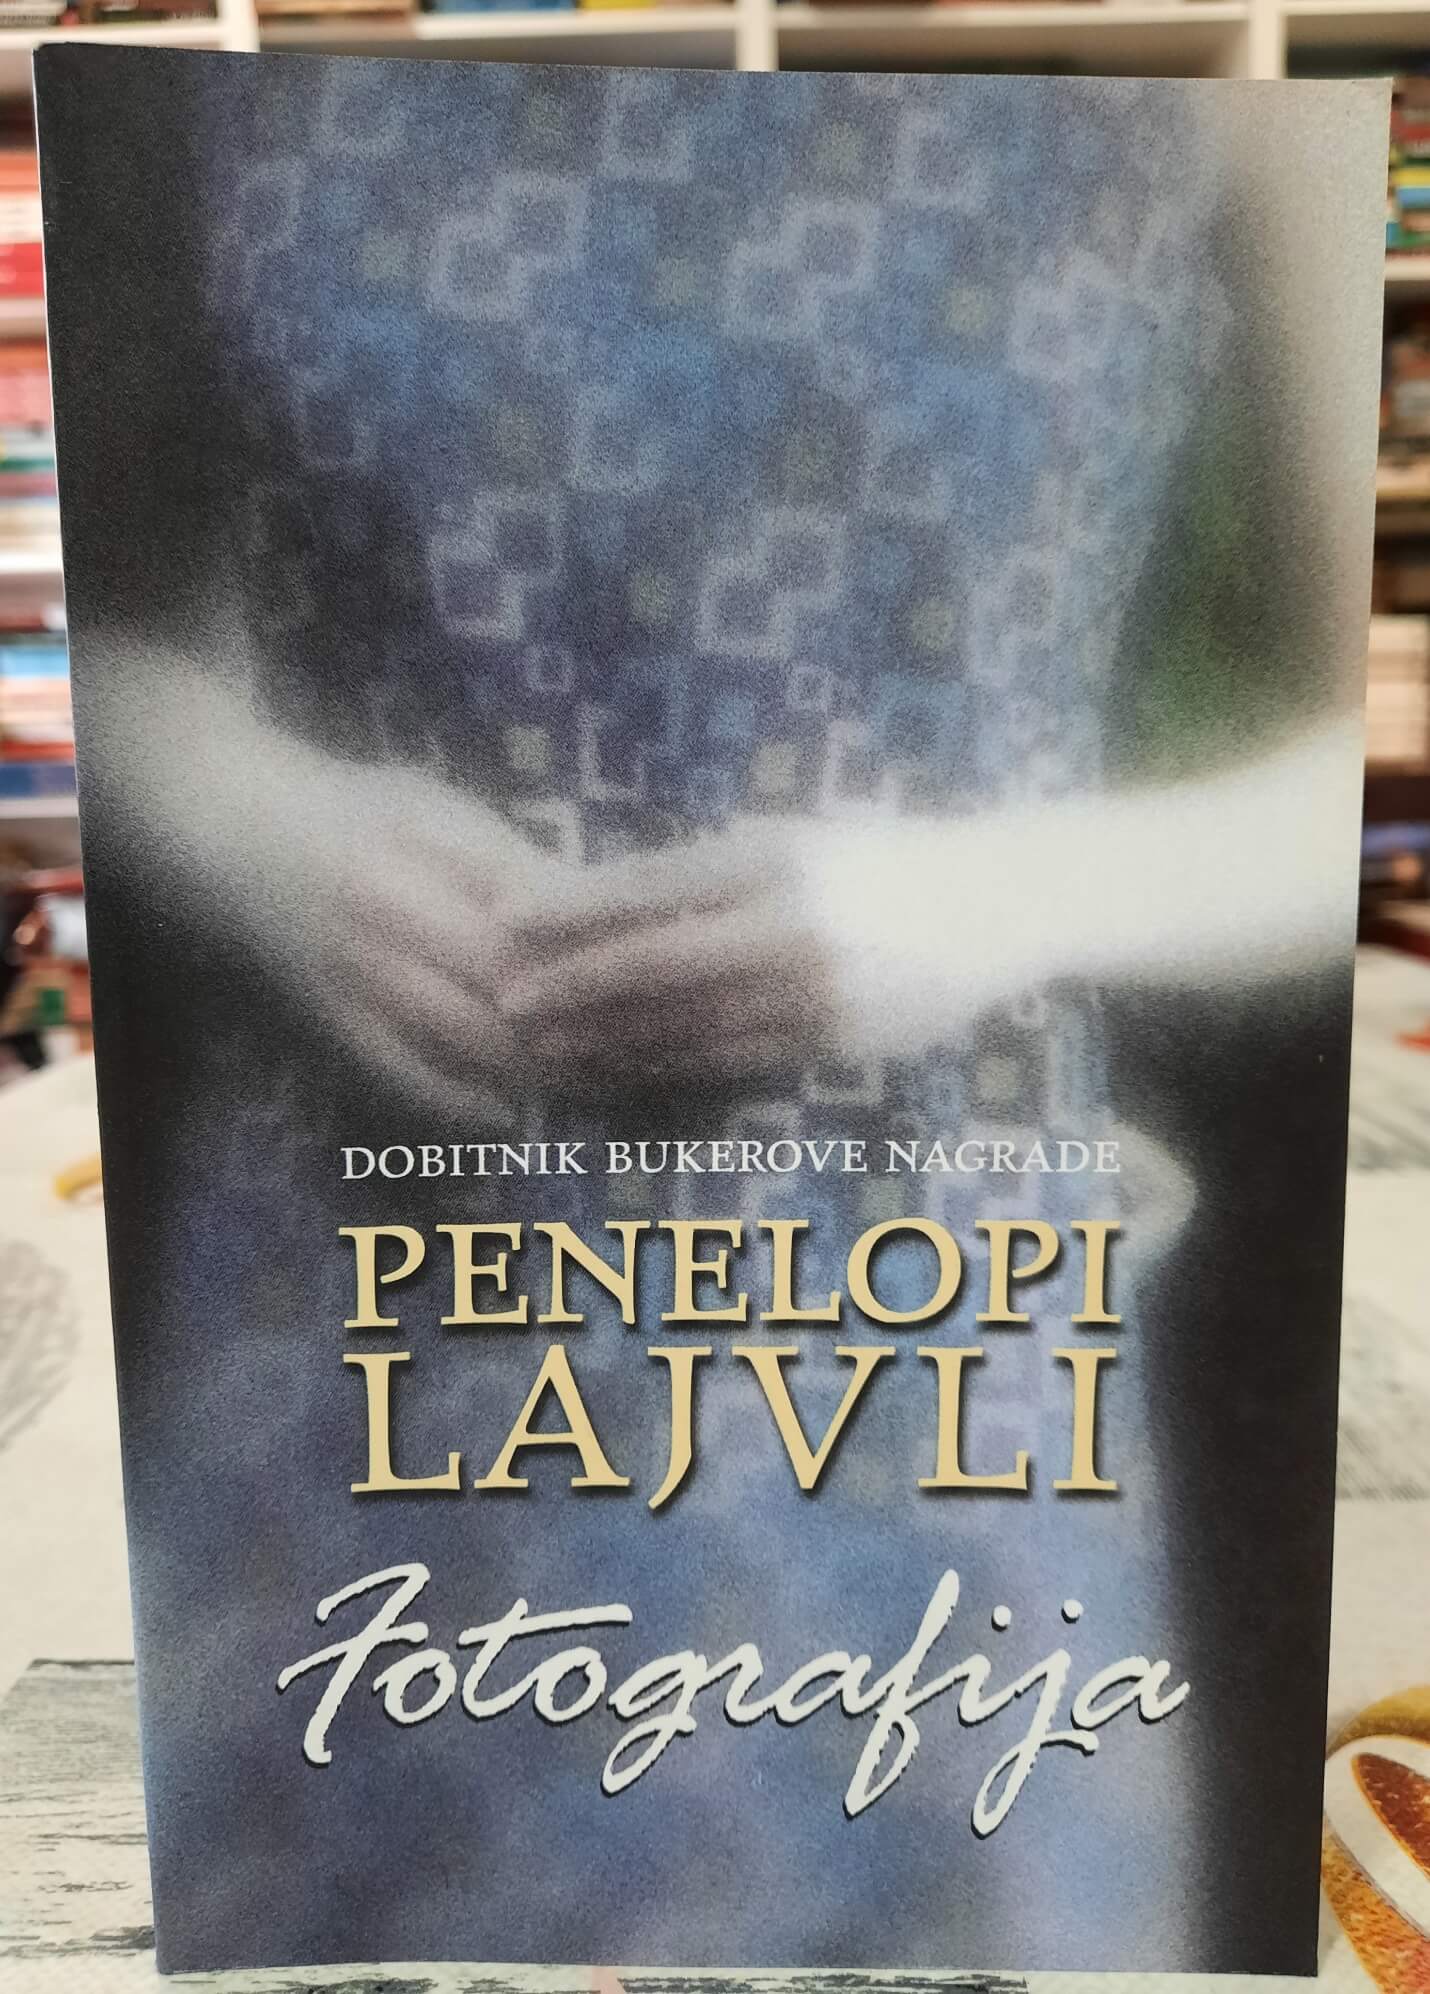 DOBITNIK BUKEROVE NAGRADE
PENELOPI
LAJVLI
Fotografija